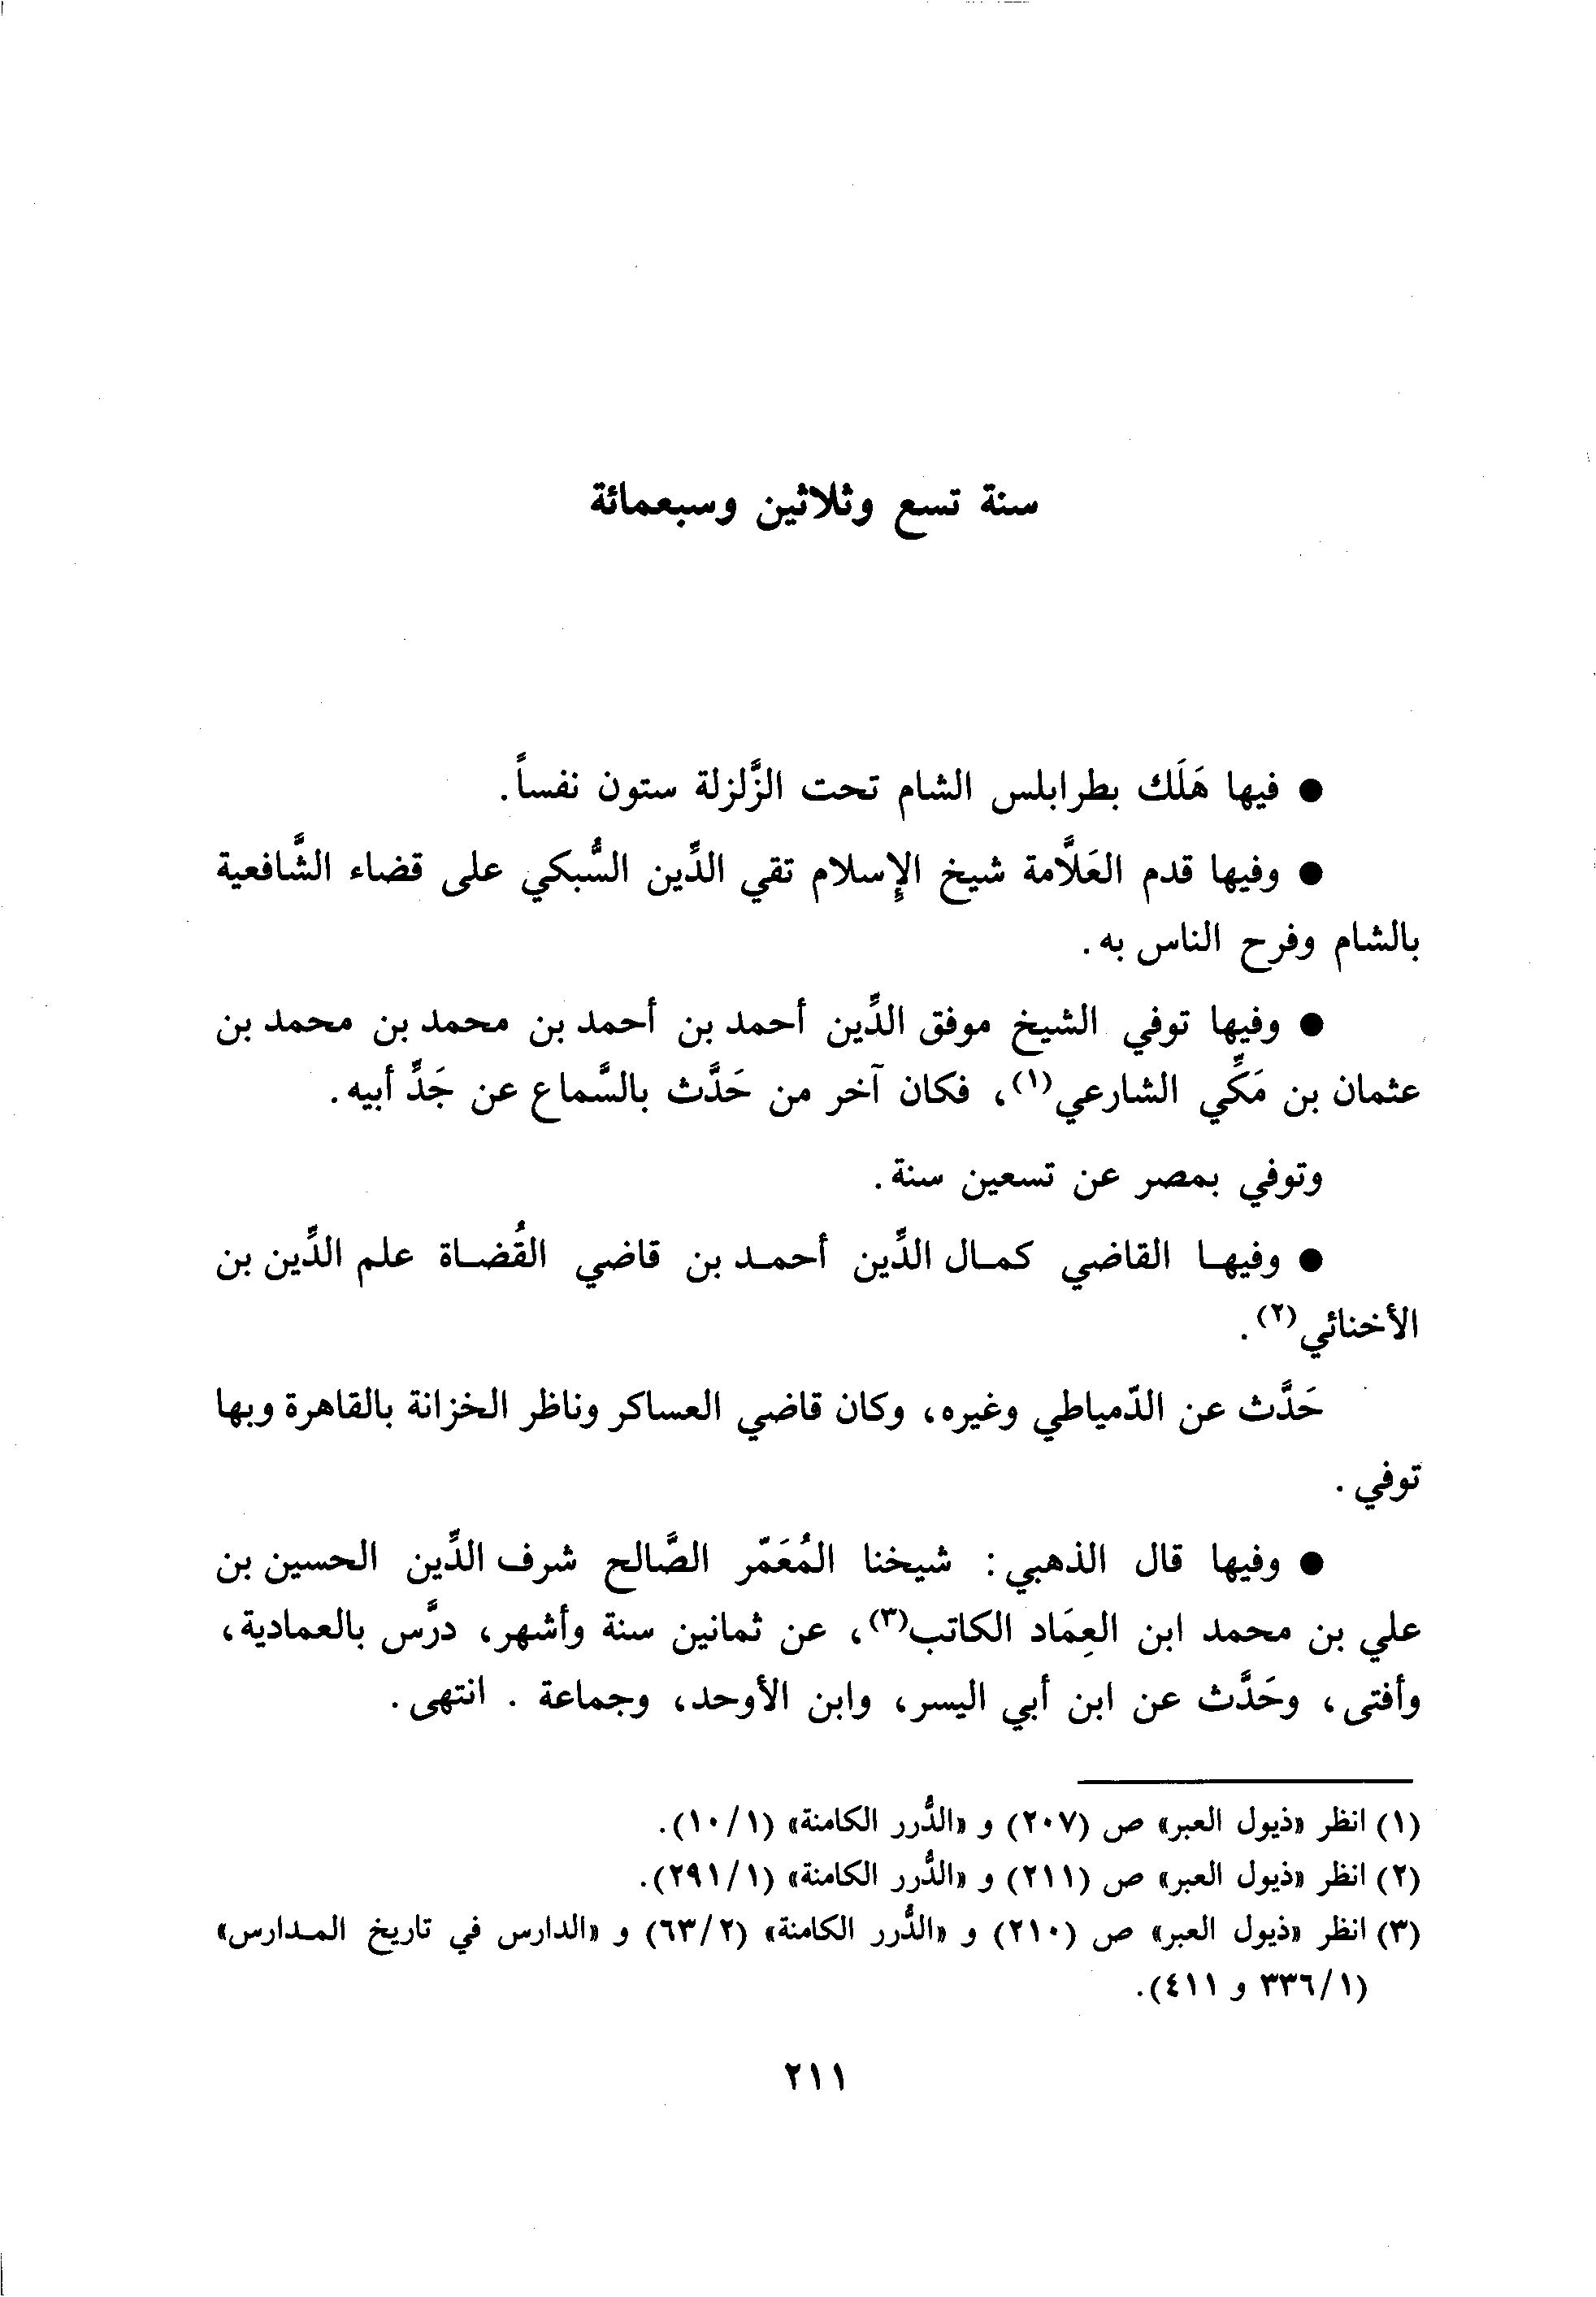 سنة تسع وثلاثين وسبعمائة
● فيها هَلَك بطرابلس الشام تحت الزَّلزلة ستون نفساً.
● وفيها قدم العَلاَّمة شيخ الإِسلام تقي الدِّين السُّبكي على قضاء الشَّافعية
بالشام وفرح الناس به.
● وفيها توفي الشيخ موفق الدِّين أحمد بن أحمد بن محمد بن محمد بن
عثمان بن مَكِّي الشارعي(١)، فكان آخر من حَدَّث بالسَّماع عن جَدِّ أبيه.
وتوفي بمصر عن تسعين سنة.
● وفيهـا القاضي كمـال الدِّين أحمـد بن قاضي القُضـاة علم الدِّين بن
الأخنائي(٢).
حَدَّث عن الدّمياطي وغيره، وكان قاضي العساكر وناظر الخزانة بالقاهرة وبها
توفي.
● وفيها قال الذهبي: شيخنا المُعَمّر الصَّالح شرف الدِّين الحسين بن
علي بن محمد ابن العِمَاد الكاتب(٣)، عن ثمانين سنة وأشهر، درَّس بالعمادية،
وأفتى، وحَدَّث عن ابن أبي اليسر، وابن الأوحد، وجماعة. انتهى.
(١) انظر «ذيول العبر» ص (٢٠٧) و «الدُّرر الكامنة» (١/١٠).
(٢) انظر «ذيول العبر» ص (٢١١) و «الدُّرر الكامنة» (١/٢٩١).
(٣) انظر «ذيول العبر» ص (٢١٠) و «الدُّرر الكامنة» (٢/٦٣) و «الدارس في تاريخ المـدارس»
(١/٣٣٦ و ٤١١).
٢١١